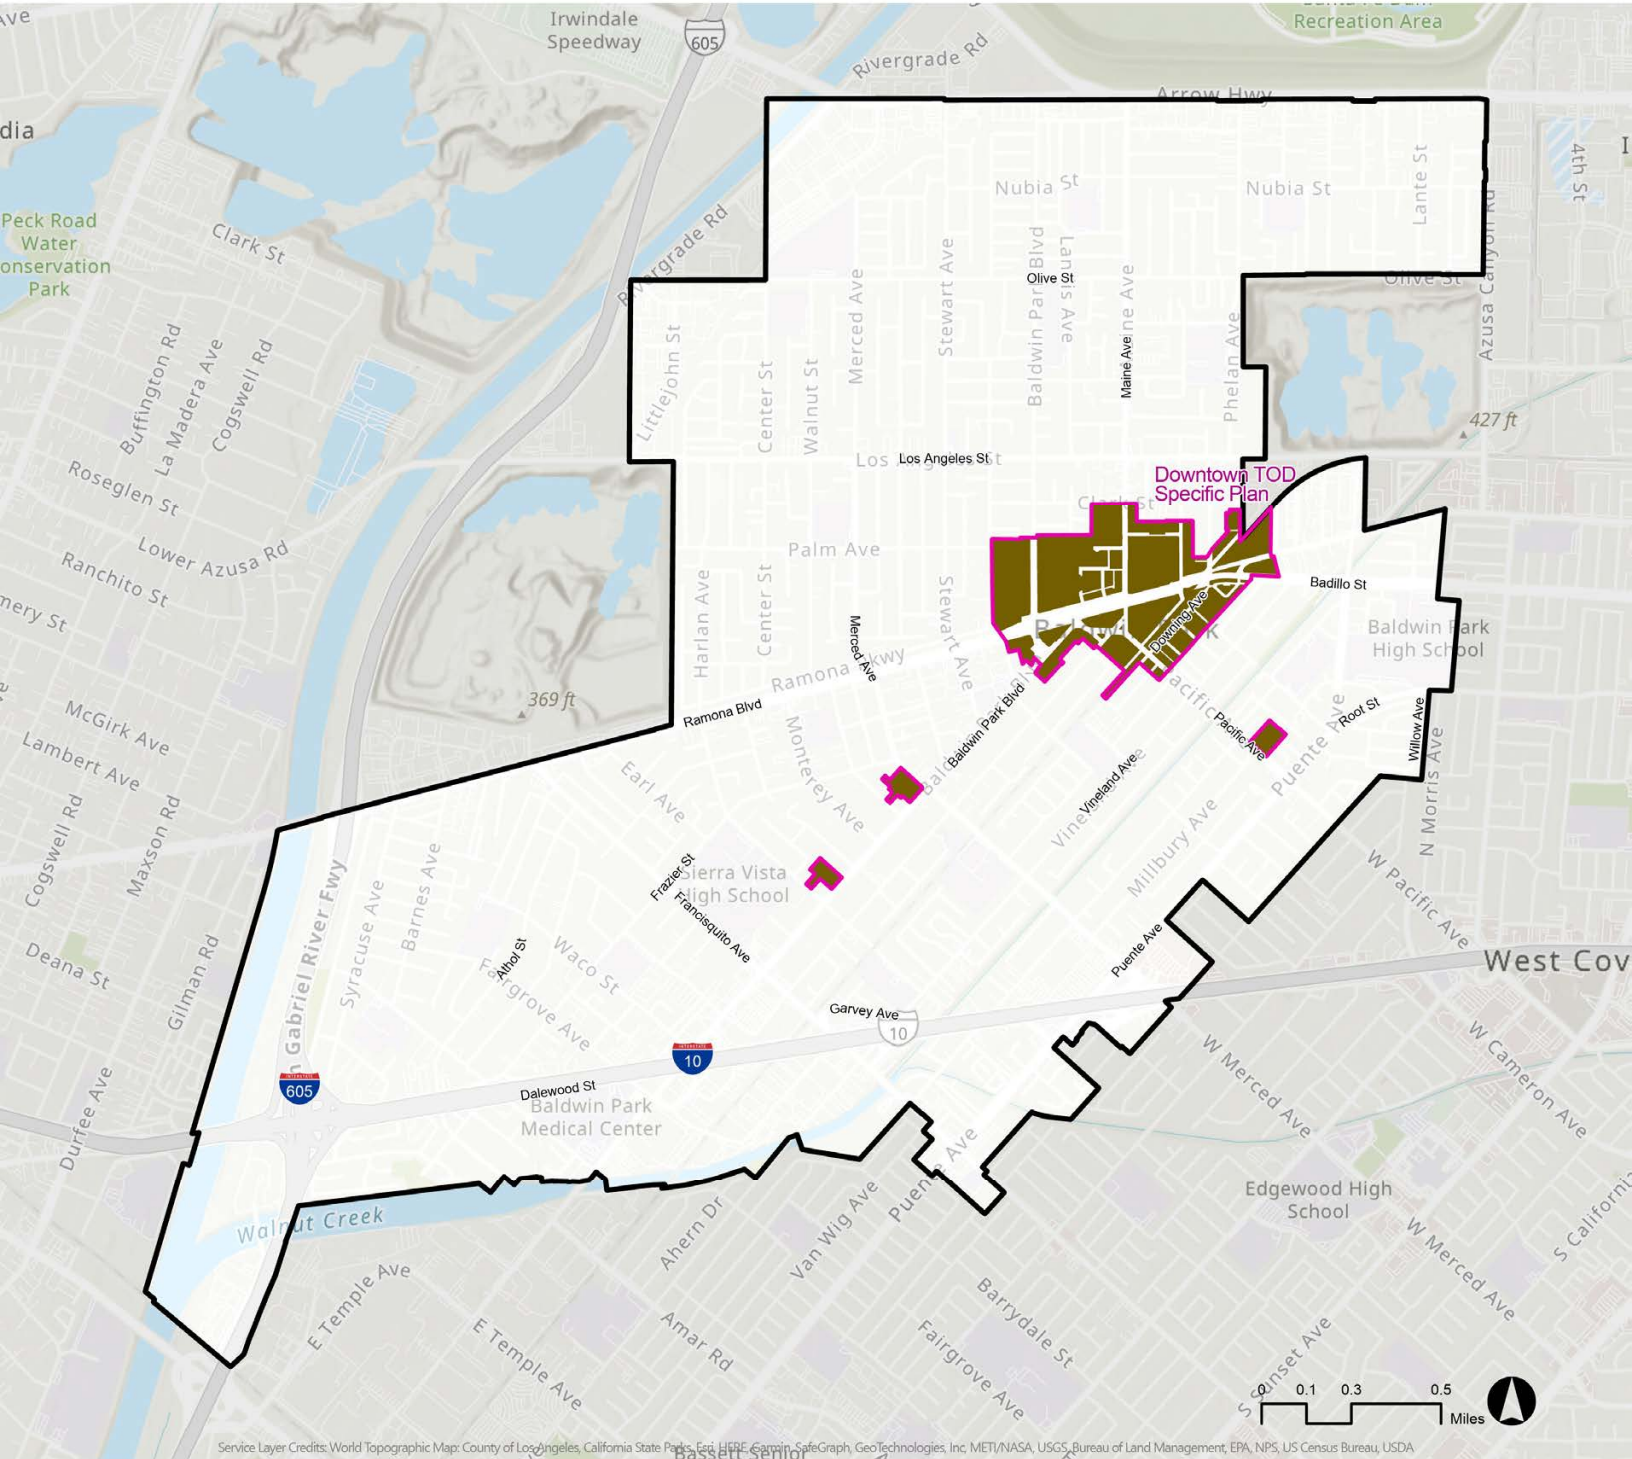 Ave
Irwindale
Speedway
605
Rivergrade Rd
Recreation Area
Arrow Hwy
dia
I
4th St
Lante St
Nubia St
Nubia St
Peck Road
Water
onservation
Park
Clark St
Rivergrade Rd
Azusa Canyon Rd
Olive St
Olive St
Baldwin Park Blvd
Lansis Ave
Stewart Ave
Merced Ave
Maine Ave
Phelan Ave
Littlejohn St
Center St
Walnut St
Buffington Rd
La Madera Ave
Cogswell Rd
427 ft
Los Angeles St
Roseglen St
Downtown TOD
Specific Plan
Clark St
Lower Azusa Rd
Ranchito St
Palm Ave
Badillo St
mery St
Harlan Ave
Center St
Stewart Ave
Merced Ave
Downing Ave
Baldwin Park
High School
Ramona Pkwy
Ramona Blvd
369 ft
McGirk Ave
Lambert Ave
Monterey Ave
Baldwin Park Blvd
Pacific Ave
Root St
Willow Ave
N Morris Ave
Puente Ave
Vineland Ave
Earl Ave
Cogswell Rd
Maxson Rd
Millbury Ave
W Pacific Ave
Sierra Vista
High School
Frazier St
Francisquito Ave
Barnes Ave
Syracuse Ave
Athol St
Waco St
Fairgrove Ave
Deana St
Gilman Rd
Gabriel River Fwy
Puente Ave
West Cov
Garvey Ave
10
10
605
Dalewood St
Baldwin Park
Medical Center
Durfee Ave
W Merced Ave
W Cameron Ave
Puente Ave
Edgewood High
School
Walnut Creek
Ahern Dr
Van Wig Ave
W Merced Ave
S California
E Temple Ave
E Temple Ave
Amar Rd
Barrydale St
Fairgrove Ave
S Sunset Ave
0 0.1 0.3 0.5
Miles
Service Layer Credits: World Topographic Map: County of Los Angeles, California State Parks, Esri, HERE, Garmin, SafeGraph, GeoTechnologies, Inc, METI/NASA, USGS, Bureau of Land Management, EPA, NPS, US Census Bureau, USDA
Bassett Senior